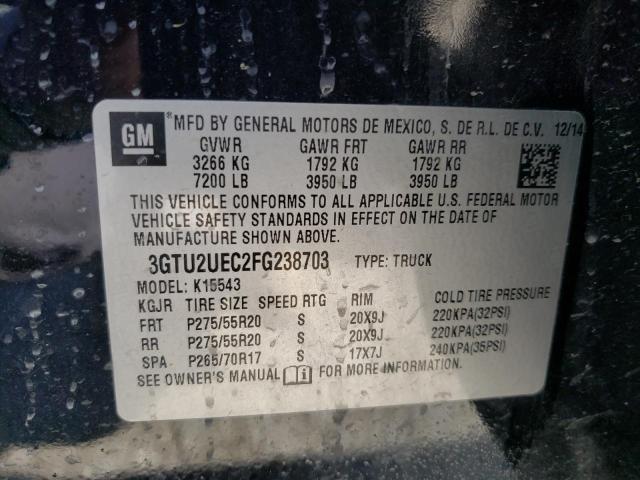 GM ® MFD BY GENERAL MOTORS DE MEXICO, S. DE R.L. DE C.V. 12/14
GVWR GAWR FRT GAWR RR
3266 KG 1792 KG 1792 KG
7200 LB 3950 LB 3950 LB
THIS VEHICLE CONFORMS TO ALL APPLICABLE U.S. FEDERAL MOTOR
VEHICLE SAFETY STANDARDS IN EFFECT ON THE DATE OF
MANUFACTURE SHOWN ABOVE.
3GTU2UEC2FG238703 TYPE: TRUCK
MODEL: K15543
KGJR TIRE SIZE SPEED RTG RIM COLD TIRE PRESSURE
FRT P275/55R20 S 20X9J 220KPA(32PSI)
RR P275/55R20 S 20X9J 220KPA(32PSI)
SPA P265/70R17 S 17X7J 240KPA(35PSI)
SEE OWNER'S MANUAL FOR MORE INFORMATION.